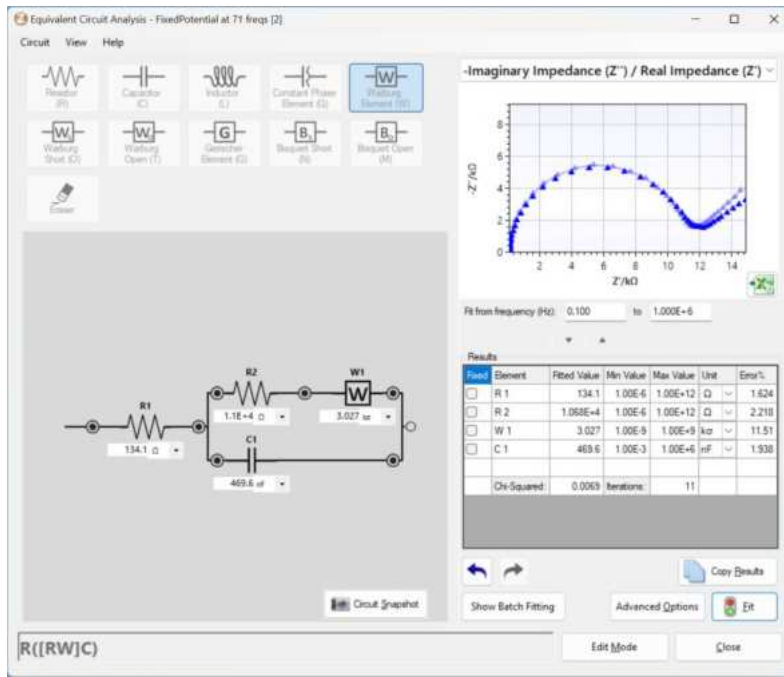 Equivalent Circuit Analysis - FixedPotential at 71 freqs [2]
Circuit View Help
Resistor (R)
Capacitor (C)
Inductor (L)
Constant Phase Element (Q)
Warburg Element (W)
Warburg Short (O)
Warburg Open (T)
Gerischer Element (G)
Bisquert Short (N)
Bisquert Open (M)
W
G
Eraser
-Imaginary Impedance (Z'') / Real Impedance (Z')
-Z''/kΩ
8
6
4
2
0
2 4 6 8 10 12 14
Z'/kΩ
Fit from frequency (Hz): 0.100 to 1.000E+6
Results
Fixed Element Fitted Value Min Value Max Value Unit Error%
R 1 134.1 1.00E-6 1.00E+12 Ω 1.624
R 2 1.068E+4 1.00E-6 1.00E+12 Ω 2.218
W 1 3.027 1.00E-9 1.00E+9 kσ 11.51
C 1 469.6 1.00E-3 1.00E+6 nF 1.938
Chi-Squared: 0.0069 Iterations: 11
R1
134.1 Ω
R2
1.1E+4 Ω
W1
W
3.027
C1
469.6 nF
Circuit Snapshot
Copy Results
Show Batch Fitting
Advanced Options
Fit
R([RW]C)
Edit Mode
Close